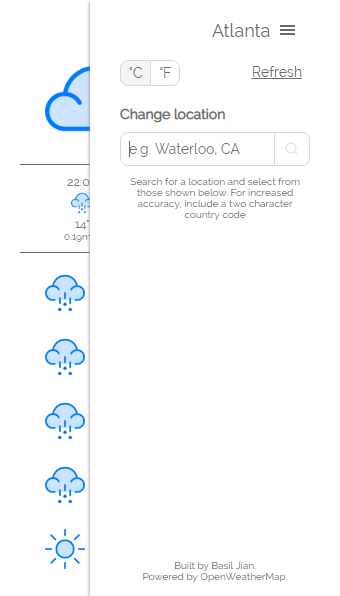 Atlanta
°C
°F
Refresh
Change location
e.g. Waterloo, CA
Search for a location and select from
those shown below. For increased
accuracy, include a two character
country code
22:0
14°
0.19m
Built by Basil Jian.
Powered by OpenWeatherMap.